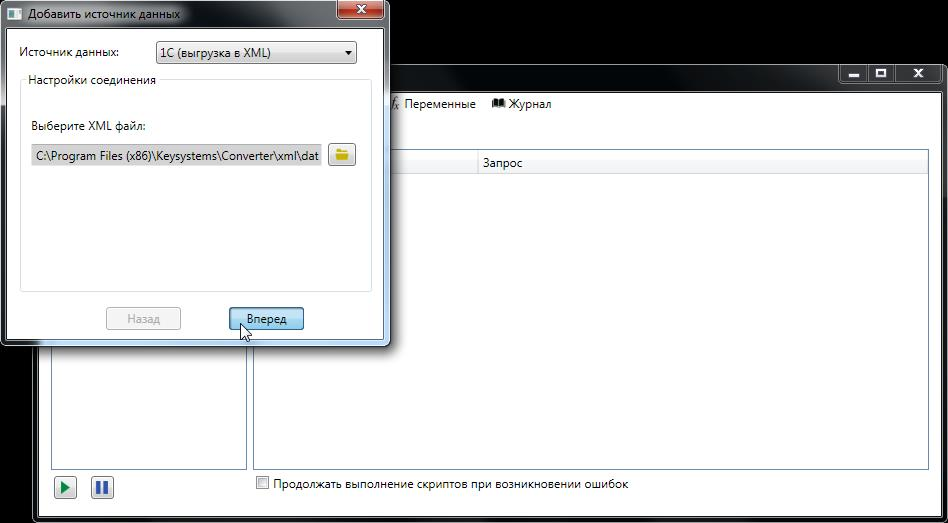 Добавить источник данных
Источник данных: 1С (выгрузка в XML)
Настройки соединения
Выберите XML файл:
C:\Program Files (x86)\Keysystems\Converter\xml\dat
Назад Вперед
fx Переменные Журнал
Запрос
Продолжать выполнение скриптов при возникновении ошибок